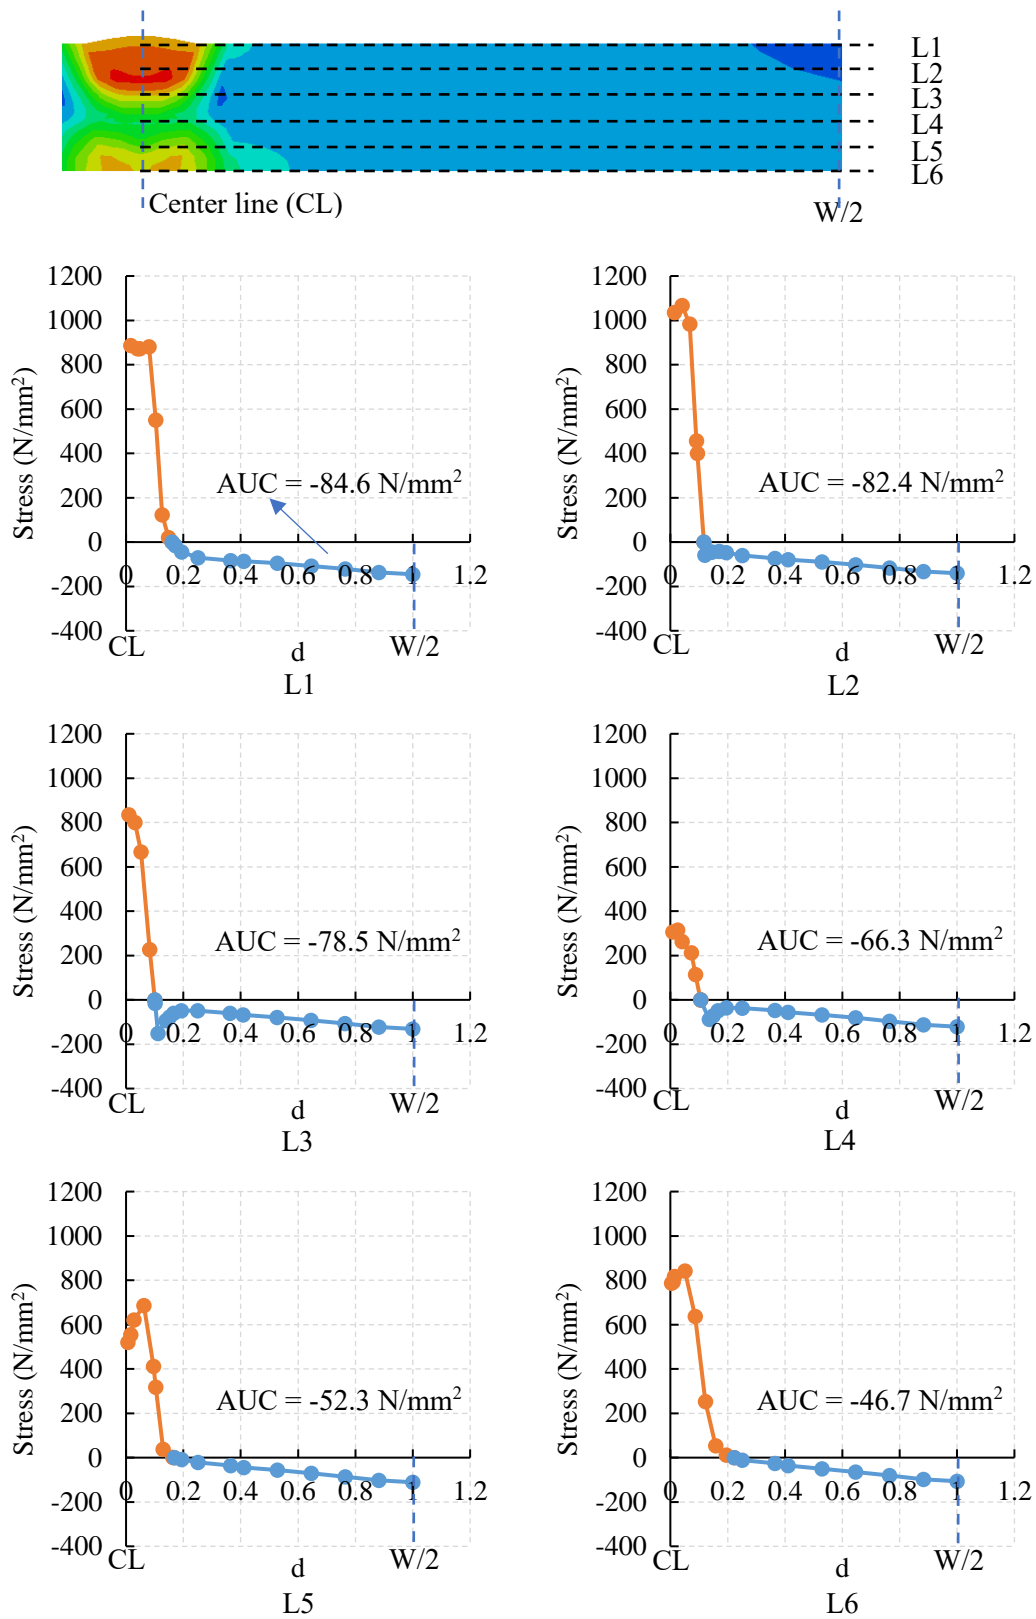 L1
L2
L3
L4
L5
L6
Center line (CL)
W/2
1200
1000
800
600
400
200
0
-200
-400
Stress (N/mm²)
AUC = -84.6 N/mm²
0 0.2 0.4 0.6 0.8 1 1.2
CL d W/2
L1
1200
1000
800
600
400
200
0
-200
-400
Stress (N/mm²)
AUC = -82.4 N/mm²
0 0.2 0.4 0.6 0.8 1 1.2
CL d W/2
L2
1200
1000
800
600
400
200
0
-200
-400
Stress (N/mm²)
AUC = -78.5 N/mm²
0 0.2 0.4 0.6 0.8 1 1.2
CL d W/2
L3
1200
1000
800
600
400
200
0
-200
-400
Stress (N/mm²)
AUC = -66.3 N/mm²
0 0.2 0.4 0.6 0.8 1 1.2
CL d W/2
L4
1200
1000
800
600
400
200
0
-200
-400
Stress (N/mm²)
AUC = -52.3 N/mm²
0 0.2 0.4 0.6 0.8 1 1.2
CL d W/2
L5
1200
1000
800
600
400
200
0
-200
-400
Stress (N/mm²)
AUC = -46.7 N/mm²
0 0.2 0.4 0.6 0.8 1 1.2
CL d W/2
L6